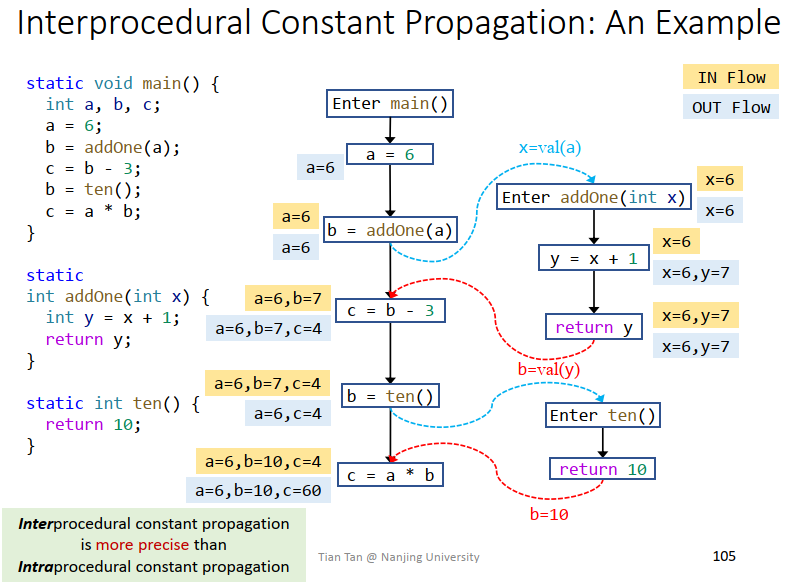 Interprocedural Constant Propagation: An Example
static void main() {
int a, b, c;
a = 6;
b = addOne(a);
c = b - 3;
b = ten();
c = a * b;
}
static
int addOne(int x) {
int y = x + 1;
return y;
}
static int ten() {
return 10;
}
Enter main()
a = 6
a=6
a=6
b = addOne(a)
a=6
a=6,b=7
c = b - 3
a=6,b=7,c=4
a=6,b=7,c=4
b = ten()
a=6,c=4
a=6,b=10,c=4
c = a * b
a=6,b=10,c=60
IN Flow
OUT Flow
x=val(a)
Enter addOne(int x)
x=6
x=6
y = x + 1
x=6
x=6,y=7
return y
x=6,y=7
x=6,y=7
b=val(y)
Enter ten()
return 10
b=10
Interprocedural constant propagation
is more precise than
Intraprocedural constant propagation
Tian Tan @ Nanjing University
105